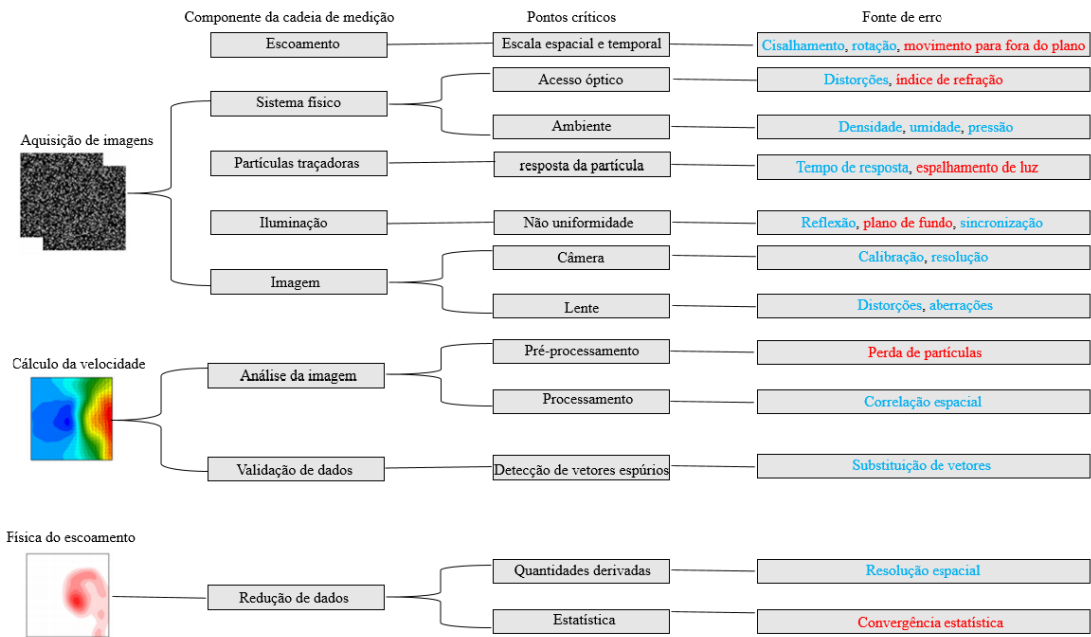 Componente da cadeia de medição
Pontos críticos
Fonte de erro
Escoamento
Escala espacial e temporal
Cisalhamento, rotação, movimento para fora do plano
Aquisição de imagens
Sistema físico
Acesso óptico
Distorções, índice de refração
Ambiente
Densidade, umidade, pressão
Partículas traçadoras
resposta da partícula
Tempo de resposta, espalhamento de luz
Iluminação
Não uniformidade
Reflexão, plano de fundo, sincronização
Imagem
Câmera
Calibração, resolução
Lente
Distorções, aberrações
Cálculo da velocidade
Análise da imagem
Pré-processamento
Perda de partículas
Processamento
Correlação espacial
Validação de dados
Detecção de vetores espúrios
Substituição de vetores
Física do escoamento
Redução de dados
Quantidades derivadas
Resolução espacial
Estatística
Convergência estatística